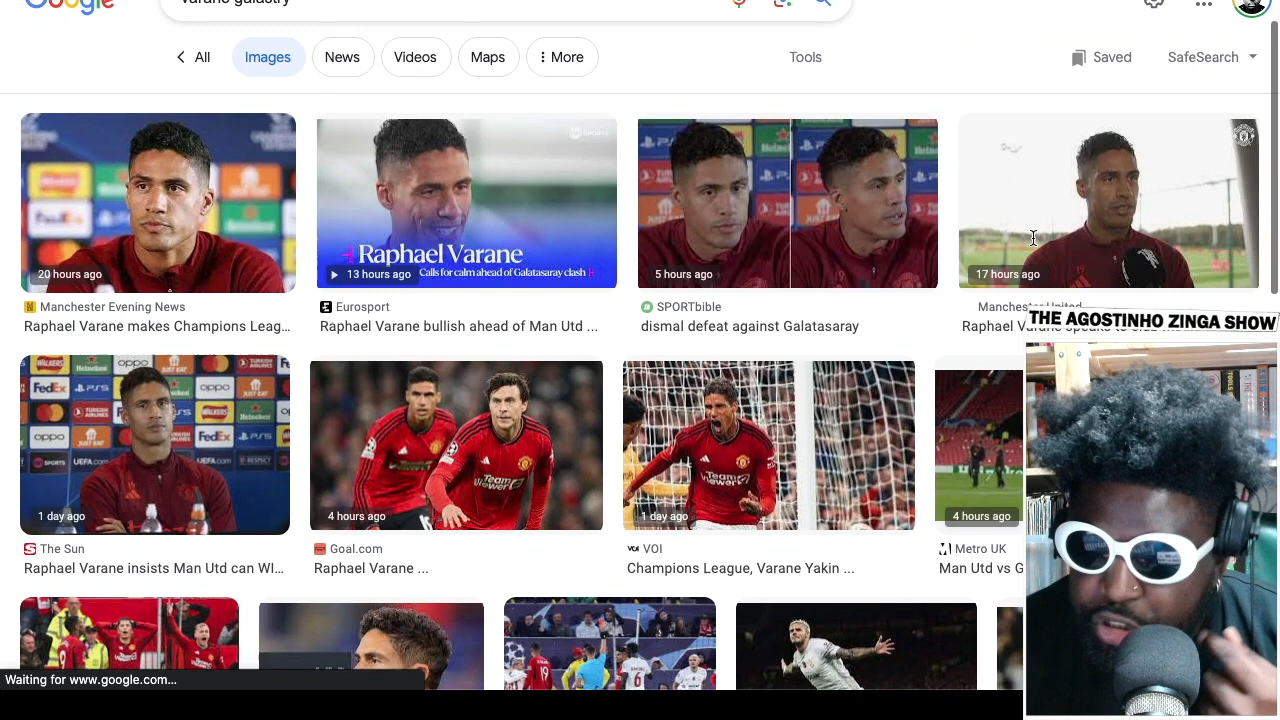 Google
varane galastry
All
Images
News
Videos
Maps
More
Tools
Saved
SafeSearch
20 hours ago
Manchester Evening News
Raphael Varane makes Champions Leag...
SPORTS
Raphael Varane
13 hours ago
Calls for calm ahead of Galatasaray clash
Eurosport
Raphael Varane bullish ahead of Man Utd ...
5 hours ago
SPORTbible
dismal defeat against Galatasaray
17 hours ago
Manchester United
Raphael Varane speaks to
THE AGOSTINHO ZINGA SHOW
1 day ago
The Sun
Raphael Varane insists Man Utd can WI...
4 hours ago
Goal.com
Raphael Varane ...
1 day ago
VOI
Champions League, Varane Yakin ...
4 hours ago
Metro UK
Man Utd vs G
Waiting for www.google.com...